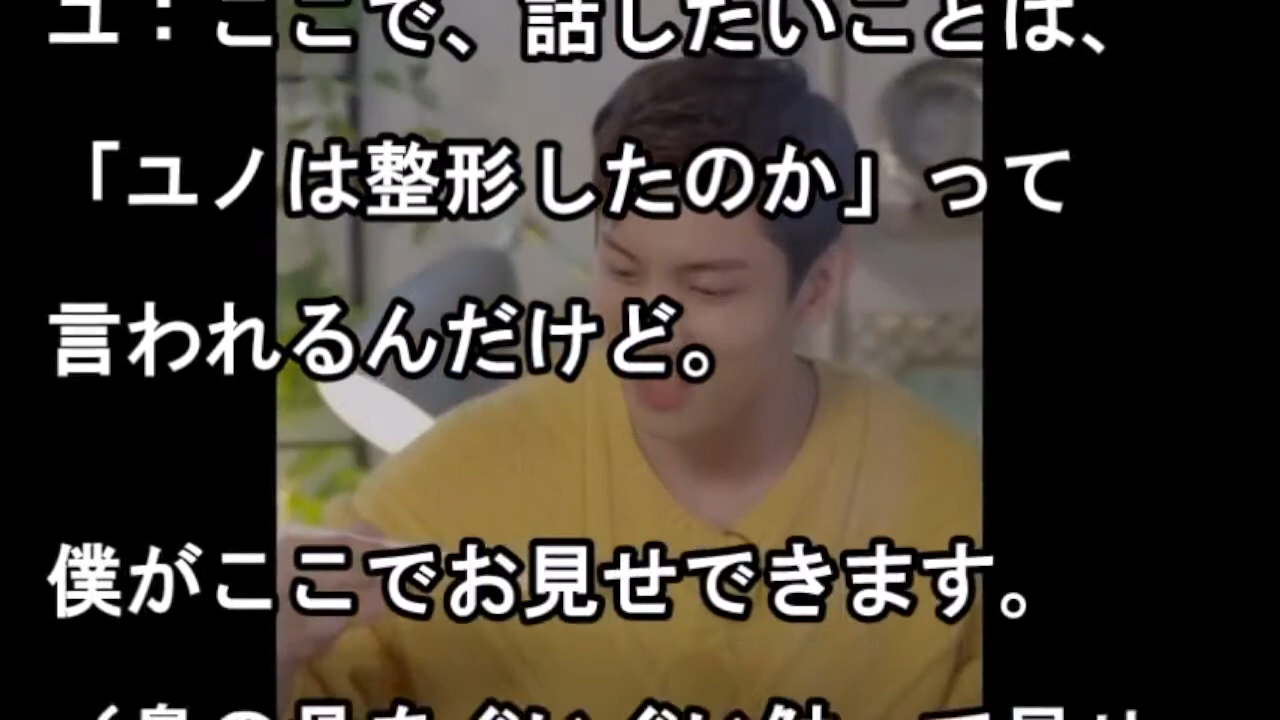 ユ：ここで、話したいことは、
「ユノは整形したのか」って
言われるんだけど。
僕がここでお見せできます。